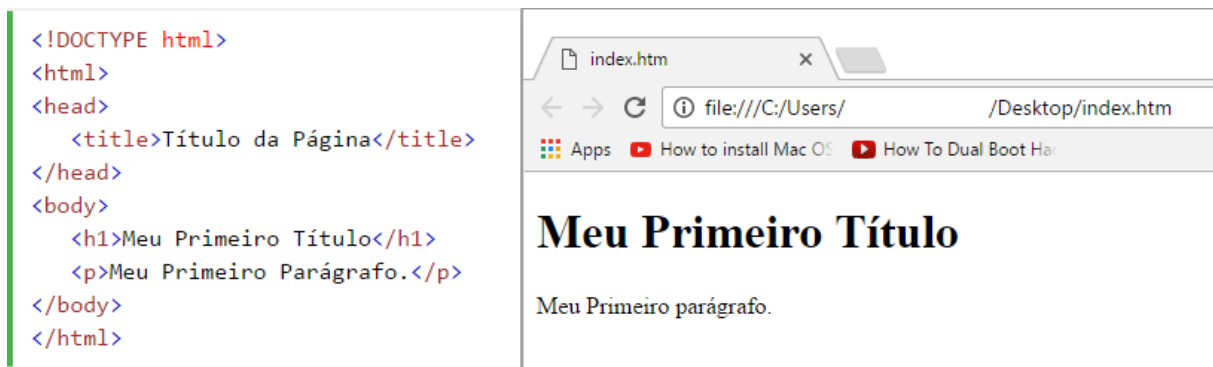 <!DOCTYPE html>
<html>
<head>
<title>Título da Página</title>
</head>
<body>
<h1>Meu Primeiro Título</h1>
<p>Meu Primeiro Parágrafo.</p>
</body>
</html>
index.htm
file:///C:/Users/ /Desktop/index.htm
Apps How to install Mac OS How To Dual Boot Hac
Meu Primeiro Título
Meu Primeiro parágrafo.